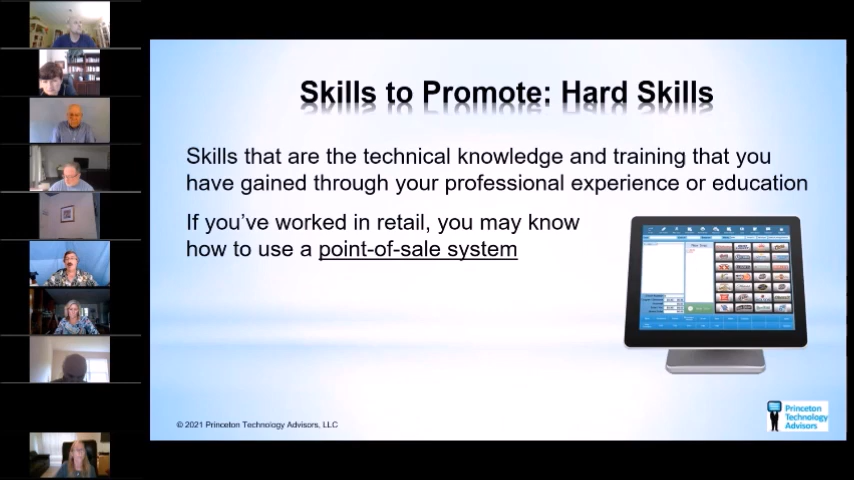 Skills to Promote: Hard Skills
Skills that are the technical knowledge and training that you
have gained through your professional experience or education
If you've worked in retail, you may know
how to use a point-of-sale system
© 2021 Princeton Technology Advisors, LLC
Princeton
Technology
Advisors